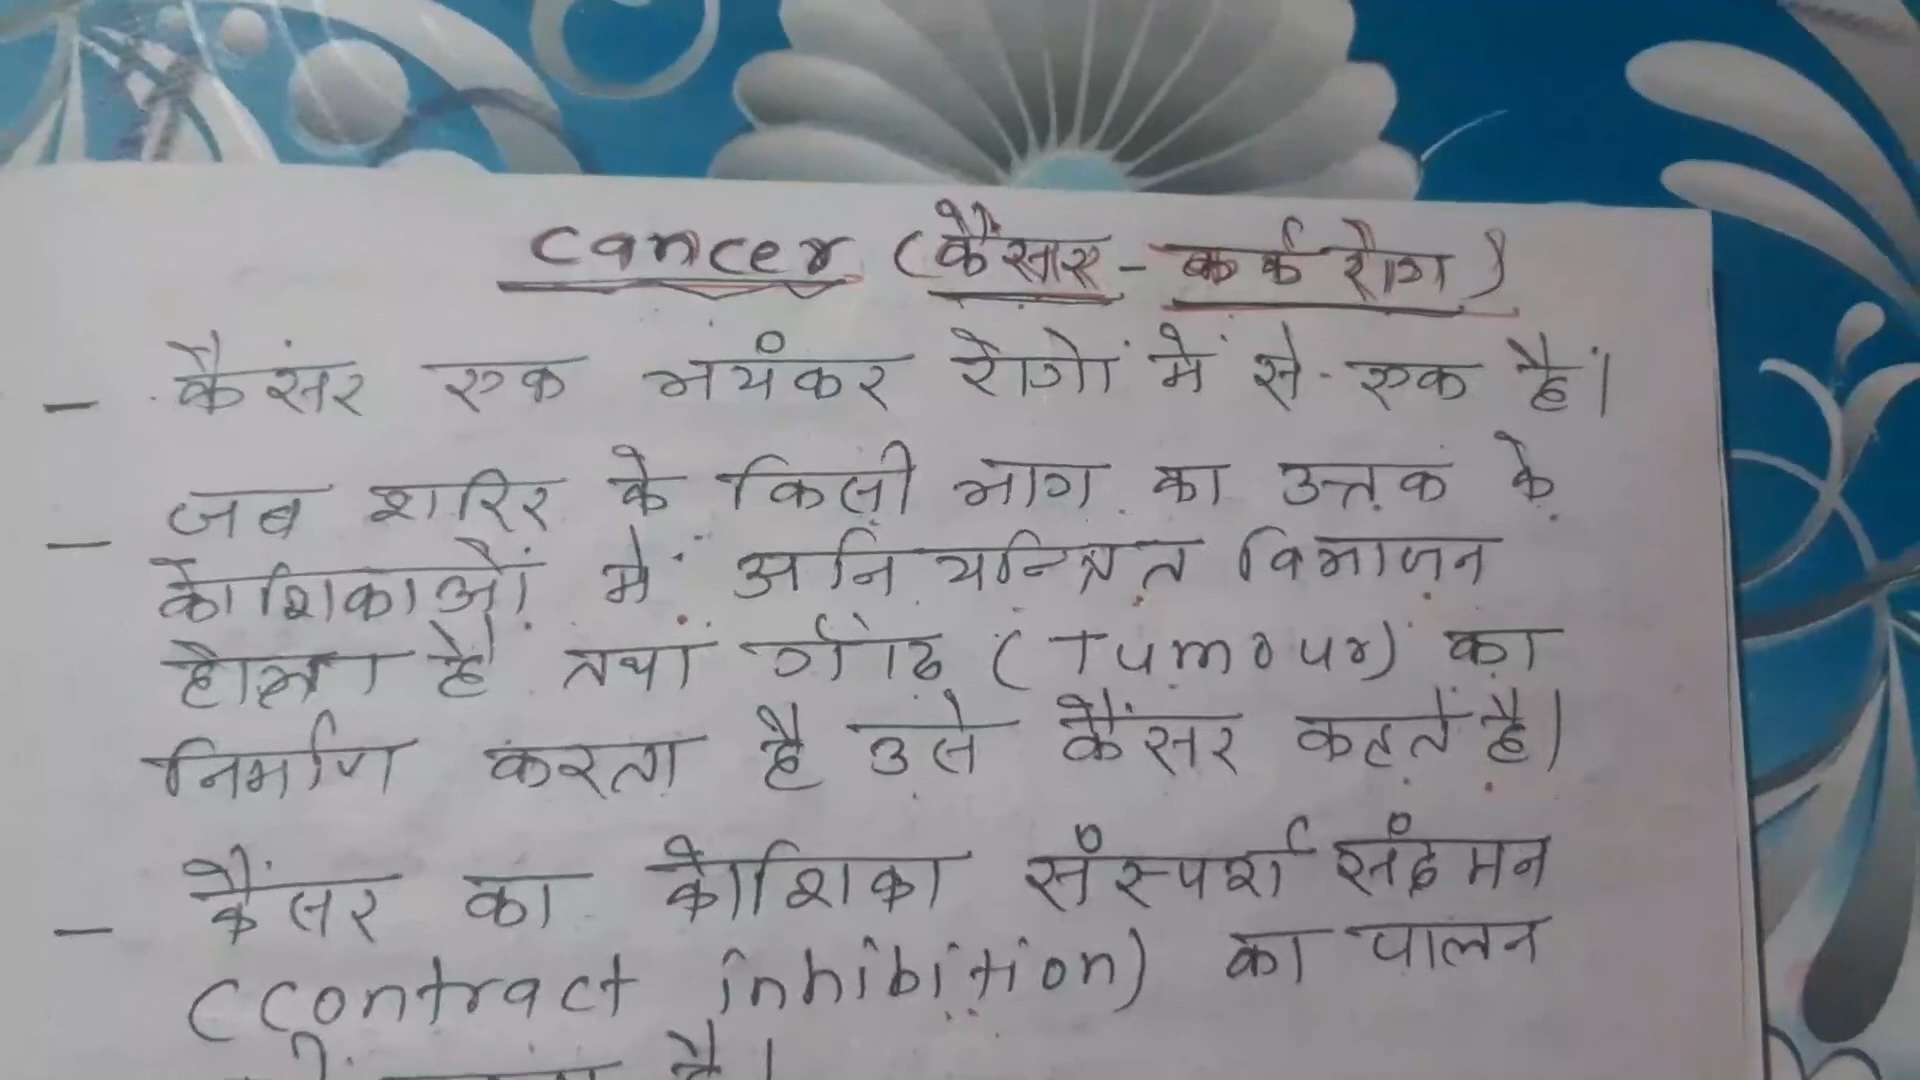 Cancer (कैंसार - कर्क रोग)
- कैंसर एक भयंकर रोगों में से एक है।
- जब शरिर के किसी भाग का उत्तक के
कोशिकाओं में अनियन्त्रित विभाजन
होता है तथा गाँठ (Tumour) का
निर्माण करता है उसे कैंसर कहते है।
- कैंसर का कोशिका संस्पर्श संदमन
(Contract inhibition) का पालन
है।